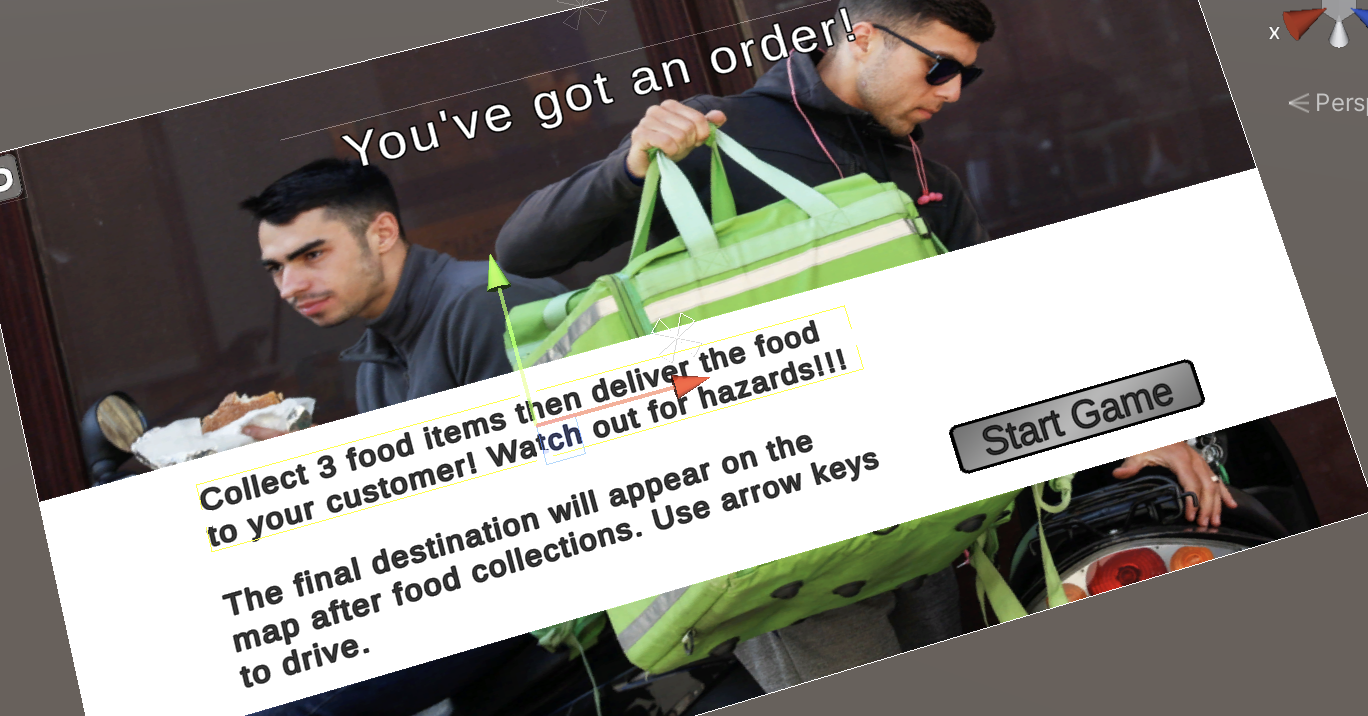 You've got an order!
Collect 3 food items then deliver the food
to your customer! Watch out for hazards!!!
The final destination will appear on the
map after food collections. Use arrow keys
to drive.
Start Game
x